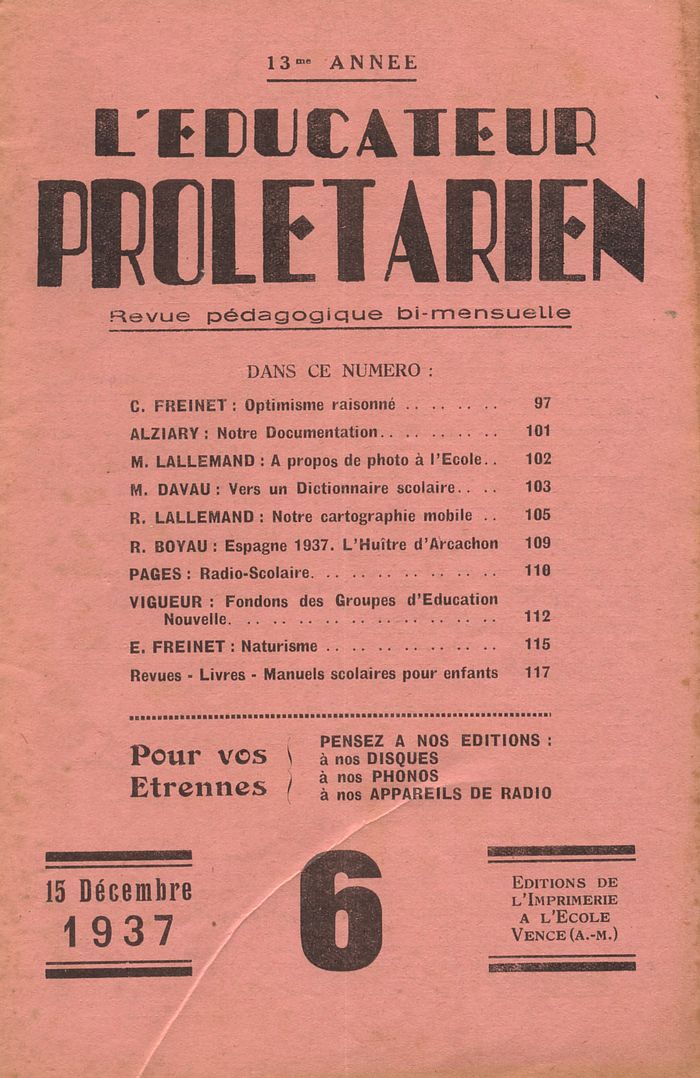 13me ANNEE
L'EDUCATEUR
PROLETARIEN
Revue pédagogique bi-mensuelle
DANS CE NUMERO :
C. FREINET : Optimisme raisonné . . . . . . . . 97
ALZIARY : Notre Documentation. . . . . . . . . 101
M. LALLEMAND : A propos de photo à l'Ecole. . 102
M. DAVAU : Vers un Dictionnaire scolaire. . . . 103
R. LALLEMAND : Notre cartographie mobile . . 105
R. BOYAU : Espagne 1937. L'Huître d'Arcachon 109
PAGES : Radio-Scolaire. . . . . . . . . . . . . . 110
VIGUEUR : Fondons des Groupes d'Education
Nouvelle. . . . . . . . . . . . . . . . . . . . 112
E. FREINET : Naturisme . . . . . . . . . . . . . 115
Revues - Livres - Manuels scolaires pour enfants 117
Pour vos
Etrennes
PENSEZ A NOS EDITIONS :
à nos DISQUES
à nos PHONOS
à nos APPAREILS DE RADIO
15 Décembre
1937
6
EDITIONS DE
L'IMPRIMERIE
A L'ECOLE
VENCE (A.-M.)